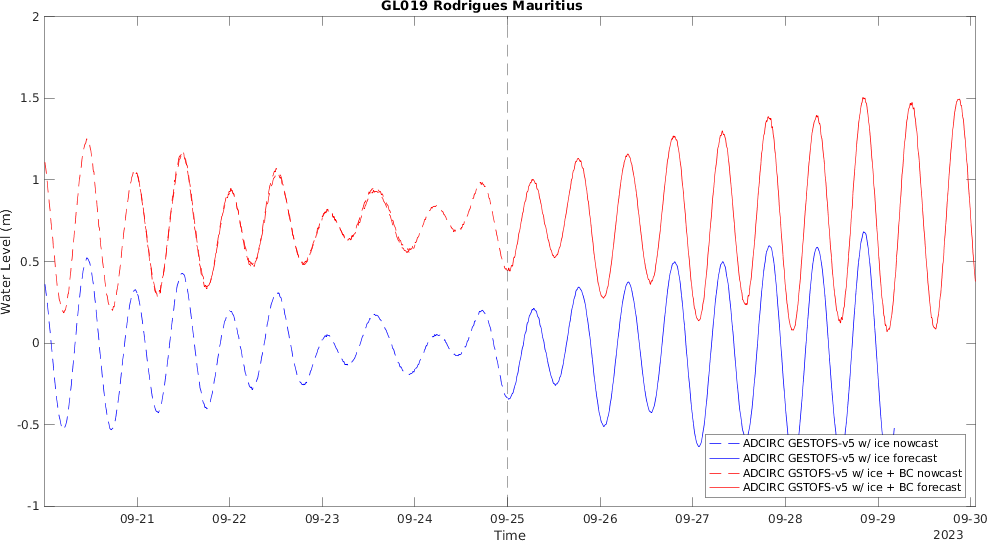 GL019 Rodrigues Mauritius
2
1.5
1
0.5
0
-0.5
-1
Water Level (m)
ADCIRC GESTOFS-v5 w/ ice nowcast
ADCIRC GESTOFS-v5 w/ ice forecast
ADCIRC GSTOFS-v5 w/ ice + BC nowcast
ADCIRC GSTOFS-v5 w/ ice + BC forecast
09-21 09-22 09-23 09-24 09-25 09-26 09-27 09-28 09-29 09-30
Time
2023